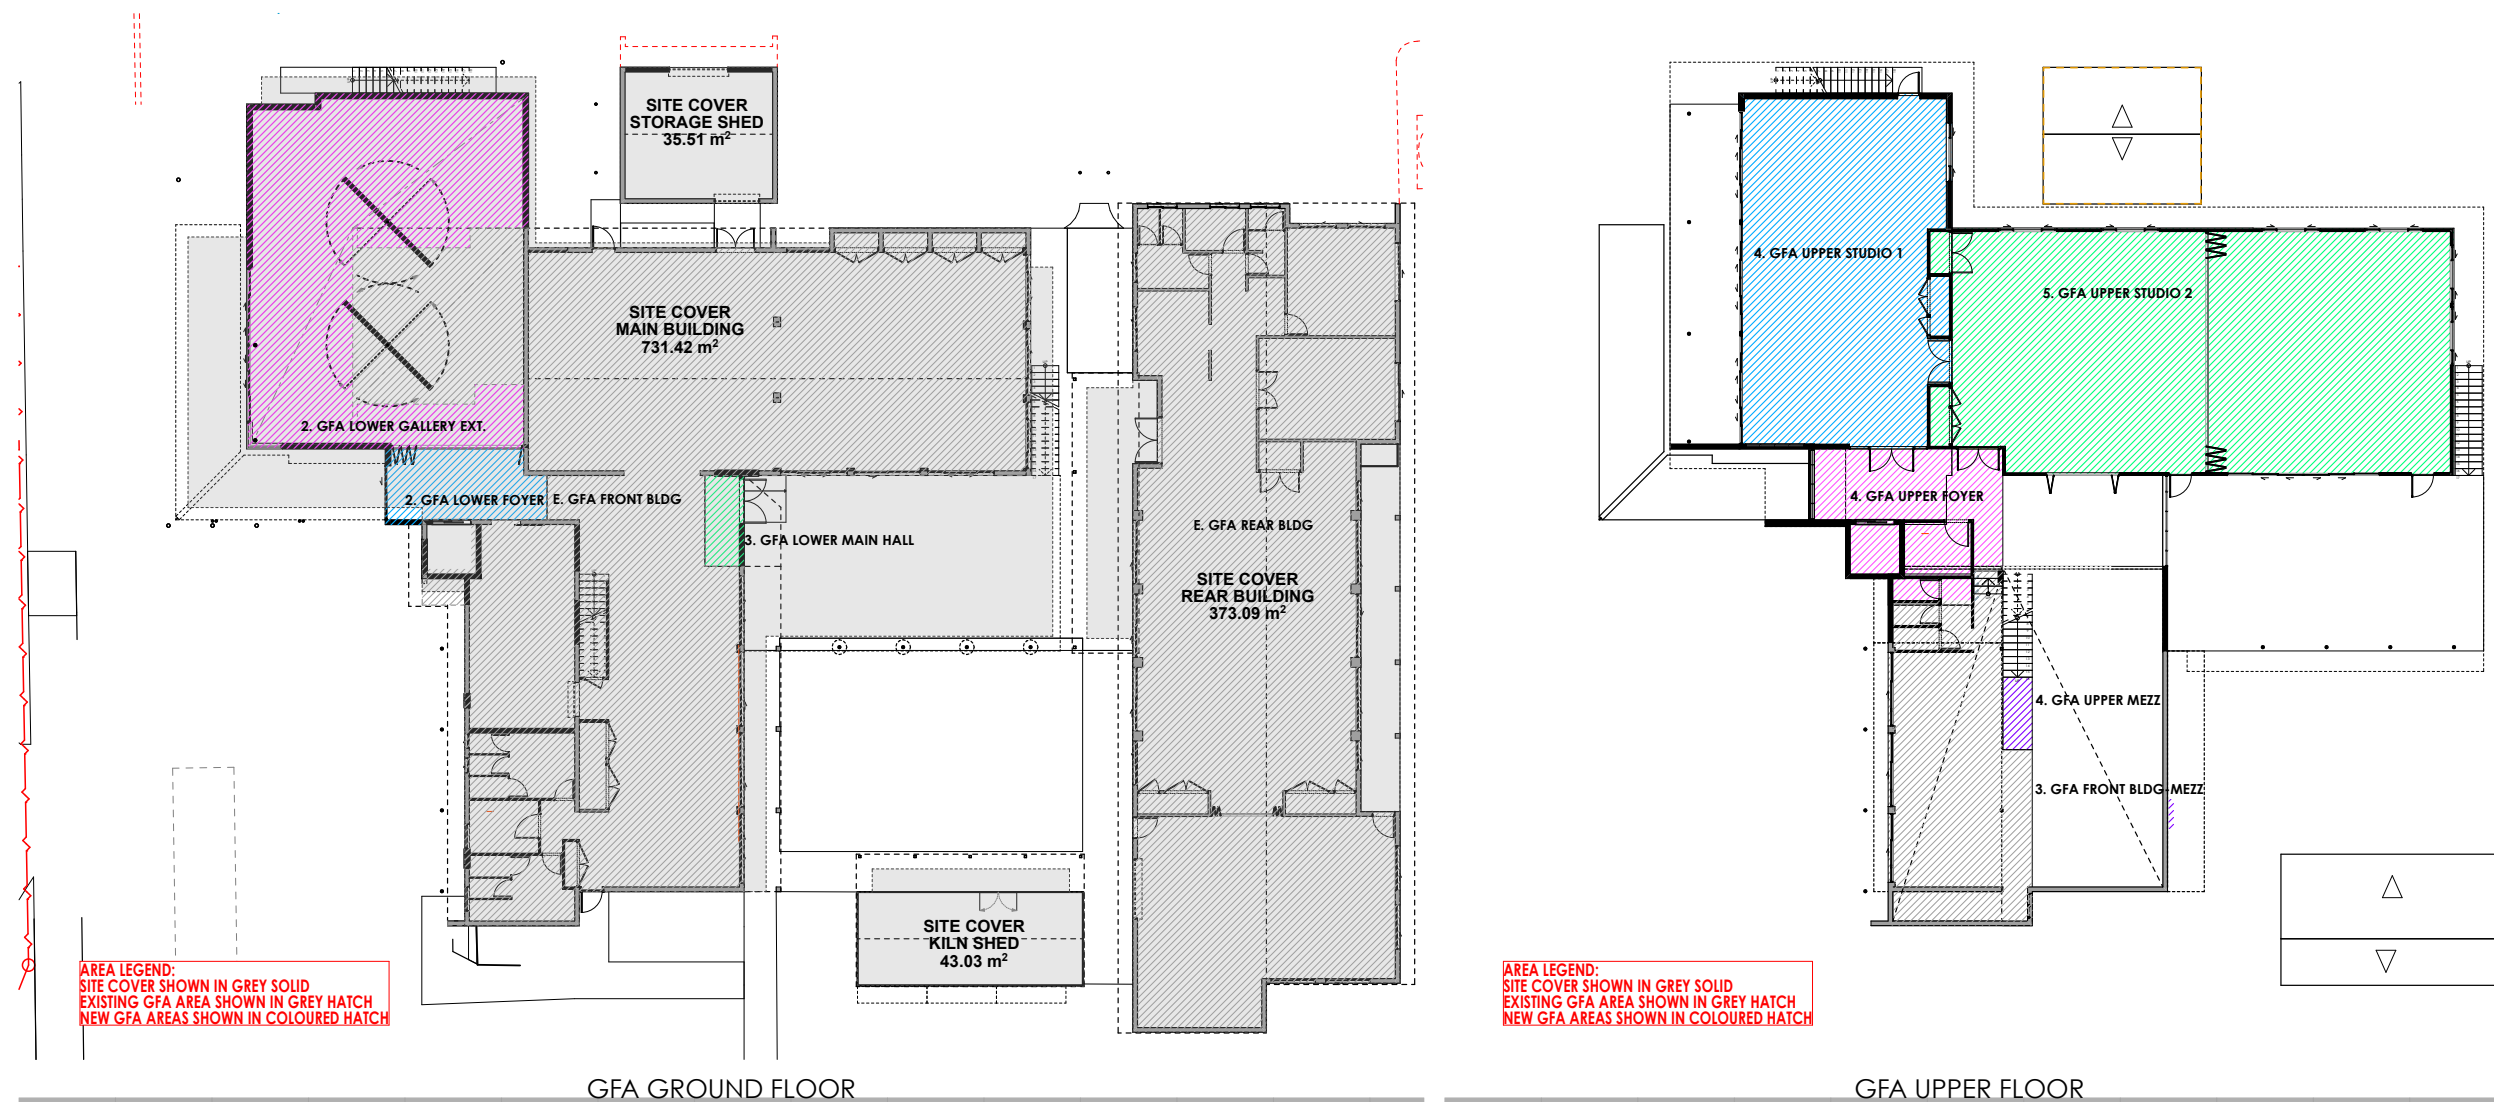 SITE COVER
STORAGE SHED
35.51 m²
SITE COVER
MAIN BUILDING
731.42 m²
2. GFA LOWER GALLERY EXT.
2. GFA LOWER FOYER
E. GFA FRONT BLDG
3. GFA LOWER MAIN HALL
E. GFA REAR BLDG
SITE COVER
REAR BUILDING
373.09 m²
SITE COVER
KILN SHED
43.03 m²
AREA LEGEND:
SITE COVER SHOWN IN GREY SOLID
EXISTING GFA AREA SHOWN IN GREY HATCH
NEW GFA AREAS SHOWN IN COLOURED HATCH
GFA GROUND FLOOR
4. GFA UPPER STUDIO 1
5. GFA UPPER STUDIO 2
4. GFA UPPER FOYER
4. GFA UPPER MEZZ
3. GFA FRONT BLDG-MEZZ
AREA LEGEND:
SITE COVER SHOWN IN GREY SOLID
EXISTING GFA AREA SHOWN IN GREY HATCH
NEW GFA AREAS SHOWN IN COLOURED HATCH
GFA UPPER FLOOR